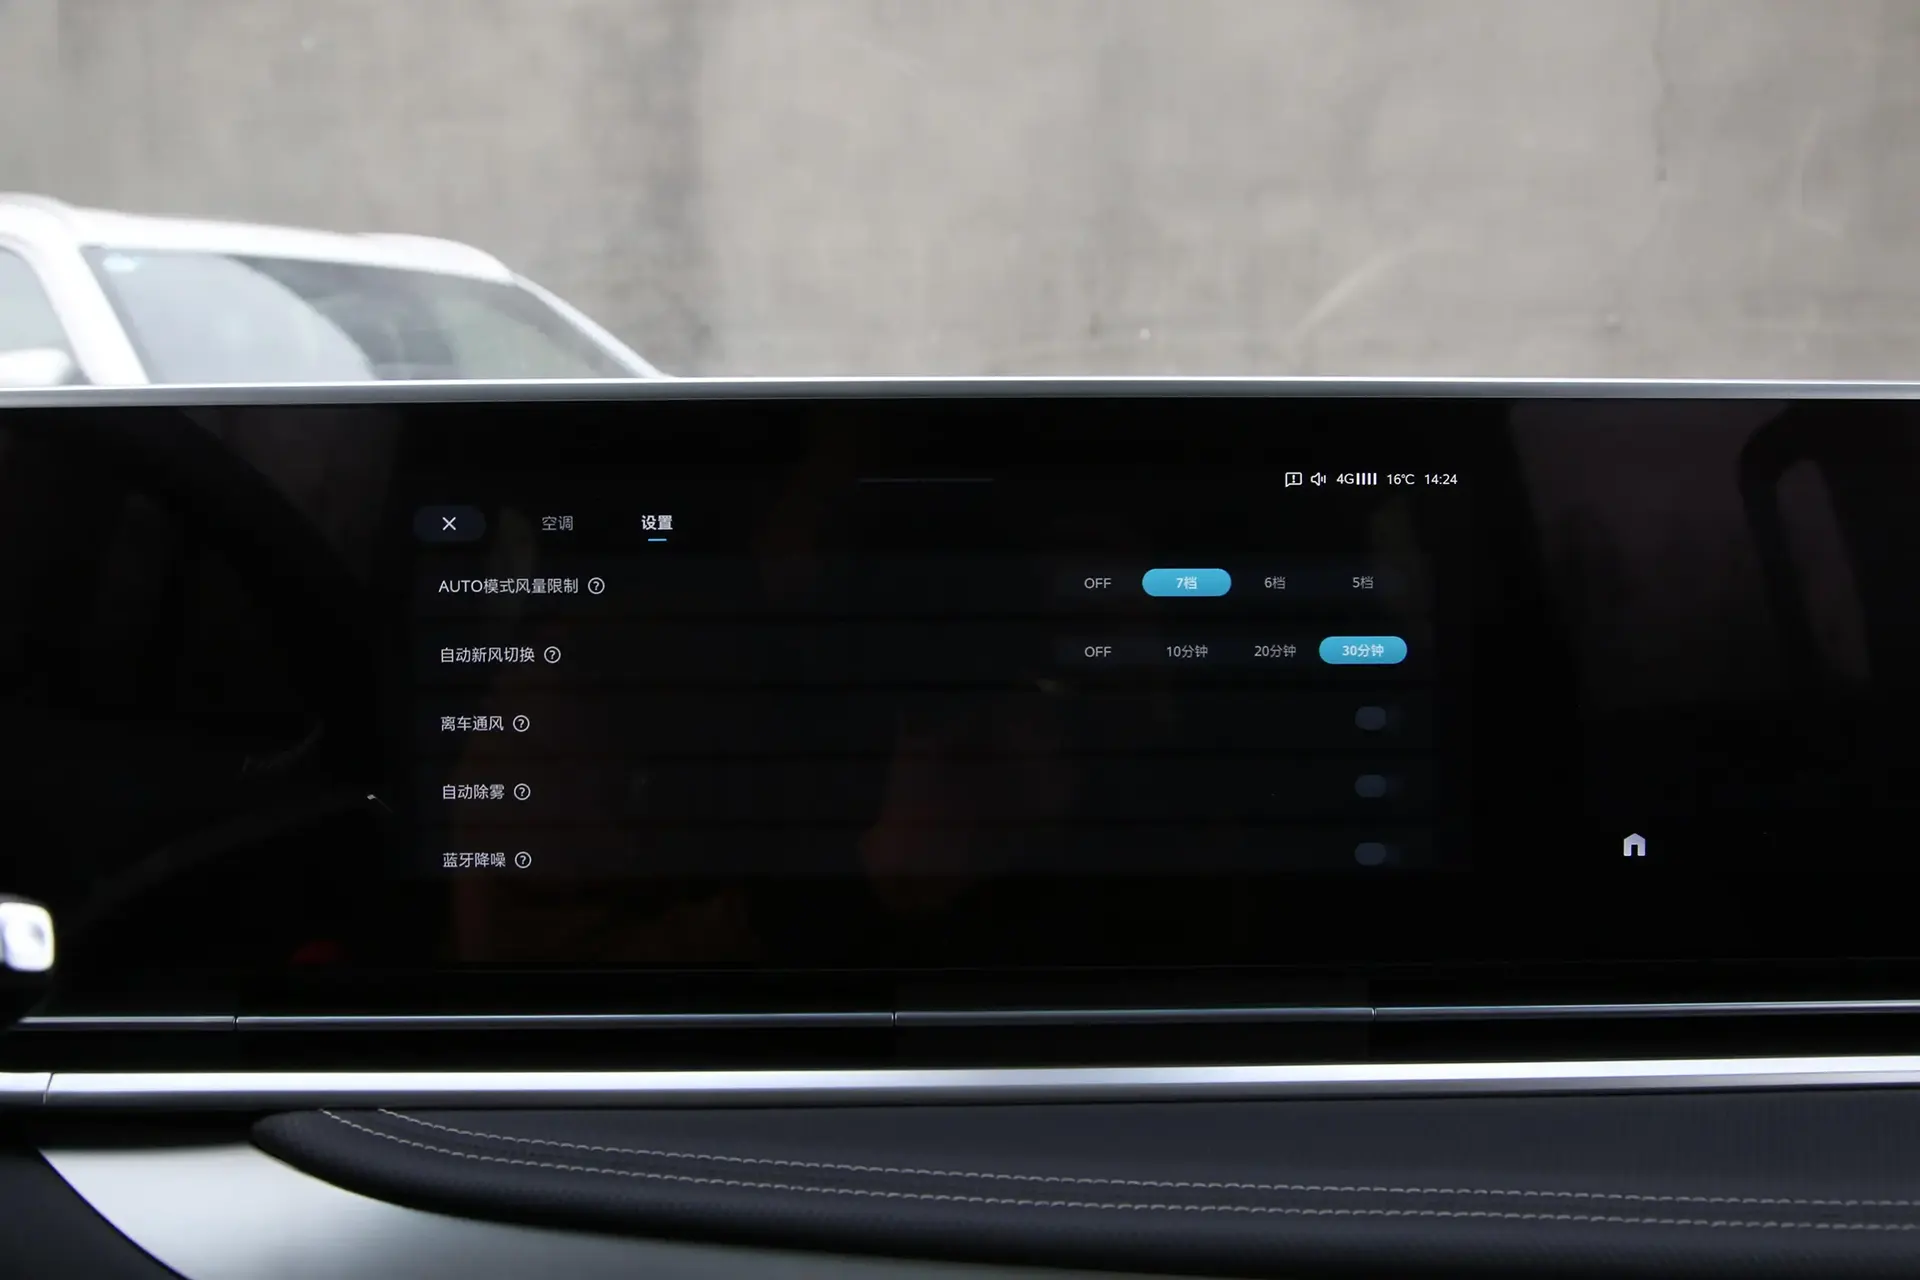 4G 16℃ 14:24
空调 设置
AUTO模式风量限制 ? OFF 7档 6档 5档
自动新风切换 ? OFF 10分钟 20分钟 30分钟
离车通风 ?
自动除雾 ?
蓝牙降噪 ?